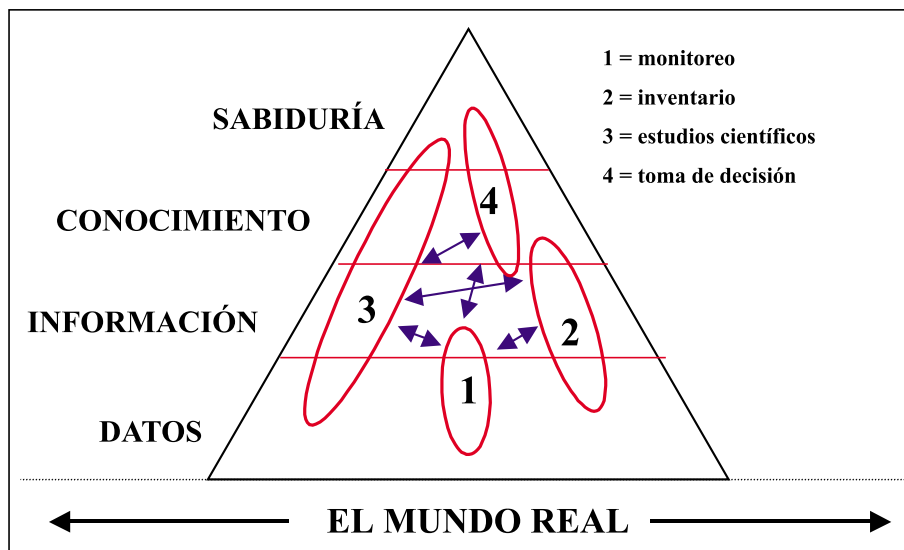 1 = monitoreo
2 = inventario
3 = estudios científicos
4 = toma de decisión
SABIDURÍA
CONOCIMIENTO
INFORMACIÓN
DATOS
4
3
2
1
EL MUNDO REAL